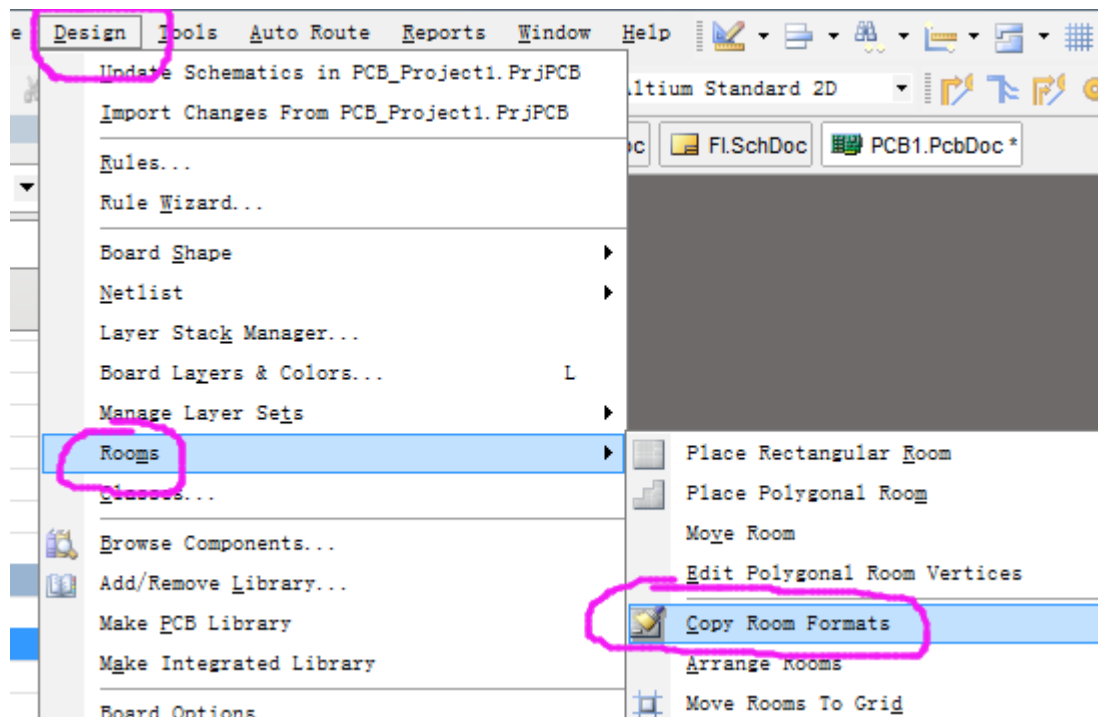 e Design Tools Auto Route Reports Window Help
Update Schematics in PCB_Project1.PrjPCB
ltium Standard 2D
Import Changes From PCB_Project1.PrjPCB
oc Fl.SchDoc PCB1.PcbDoc *
Rules...
Rule Wizard...
Board Shape
Netlist
Layer Stack Manager...
Board Layers & Colors... L
Manage Layer Sets
Rooms
Place Rectangular Room
Classes...
Place Polygonal Room
Move Room
Browse Components...
Edit Polygonal Room Vertices
Add/Remove Library...
Make PCB Library
Copy Room Formats
Make Integrated Library
Arrange Rooms
Board Options
Move Rooms To Grid